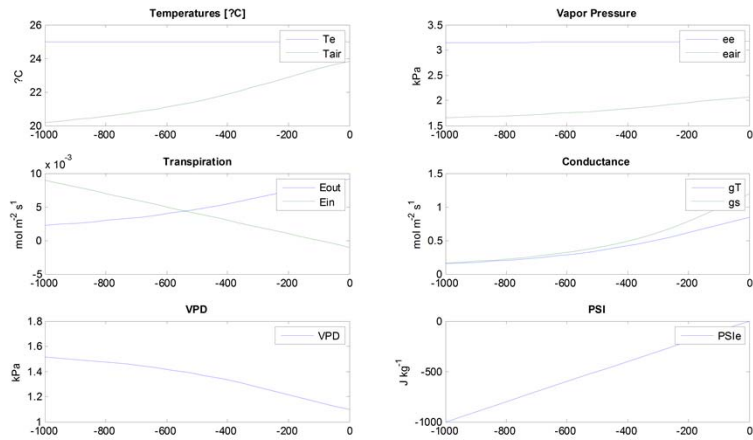 Temperatures [?C]
?C
26
24
22
20
-1000
-800
-600
-400
-200
0
Te
Tair
Vapor Pressure
kPa
3.5
3
2.5
2
1.5
-1000
-800
-600
-400
-200
0
ee
eair
Transpiration
x 10-3
mol m-2 s1
10
5
0
-5
-1000
-800
-600
-400
-200
0
Eout
Ein
Conductance
mol m-2 s1
1.5
1
0.5
0
-1000
-800
-600
-400
-200
0
gT
gs
VPD
kPa
1.8
1.6
1.4
1.2
1
-1000
-800
-600
-400
-200
0
VPD
PSI
J kg-1
0
-500
-1000
-1000
-800
-600
-400
-200
0
PSIe